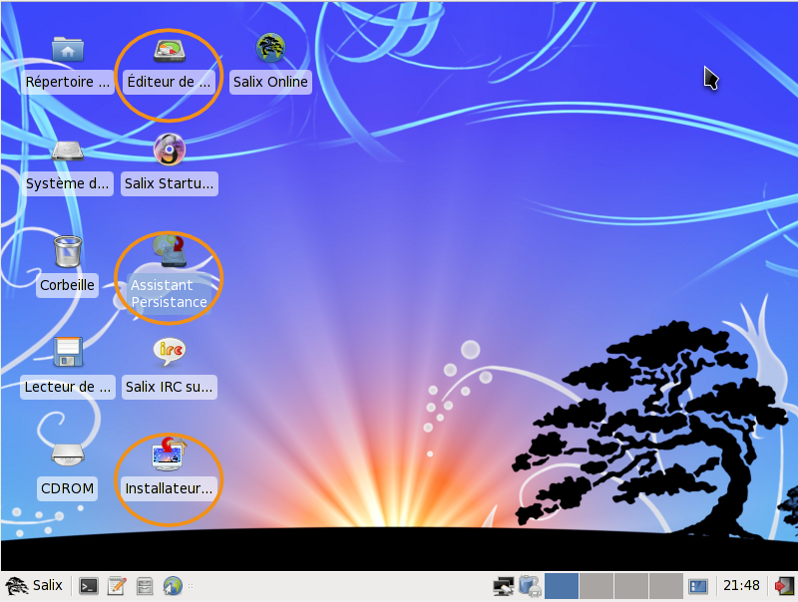 Répertoire ...
Éditeur de ...
Salix Online
Système d...
Salix Startu...
Corbeille
Assistant
Persistance
Lecteur de ...
irc
Salix IRC su...
CDROM
Installateur...
Salix
21:48